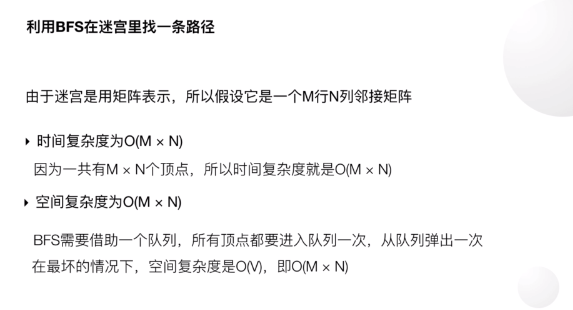 利用BFS在迷宫里找一条路径
由于迷宫是用矩阵表示，所以假设它是一个M行N列邻接矩阵
时间复杂度为O(M × N)
因为一共有M × N个顶点，所以时间复杂度就是O(M × N)
空间复杂度为O(M × N)
BFS需要借助一个队列，所有顶点都要进入队列一次，从队列弹出一次
在最坏的情况下，空间复杂度是O(V)，即O(M × N)